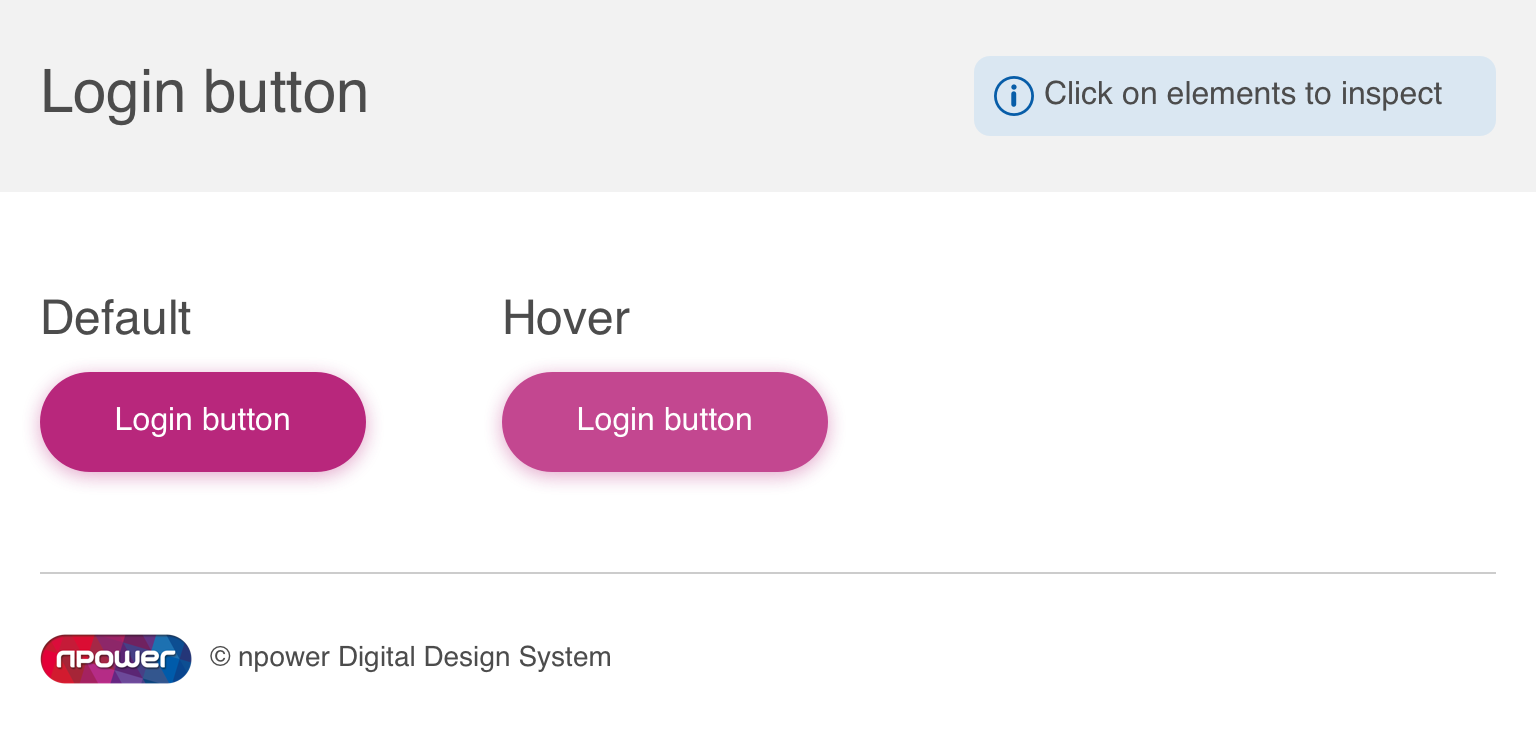 Login button
Click on elements to inspect
Default
Hover
Login button
Login button
npower
© npower Digital Design System